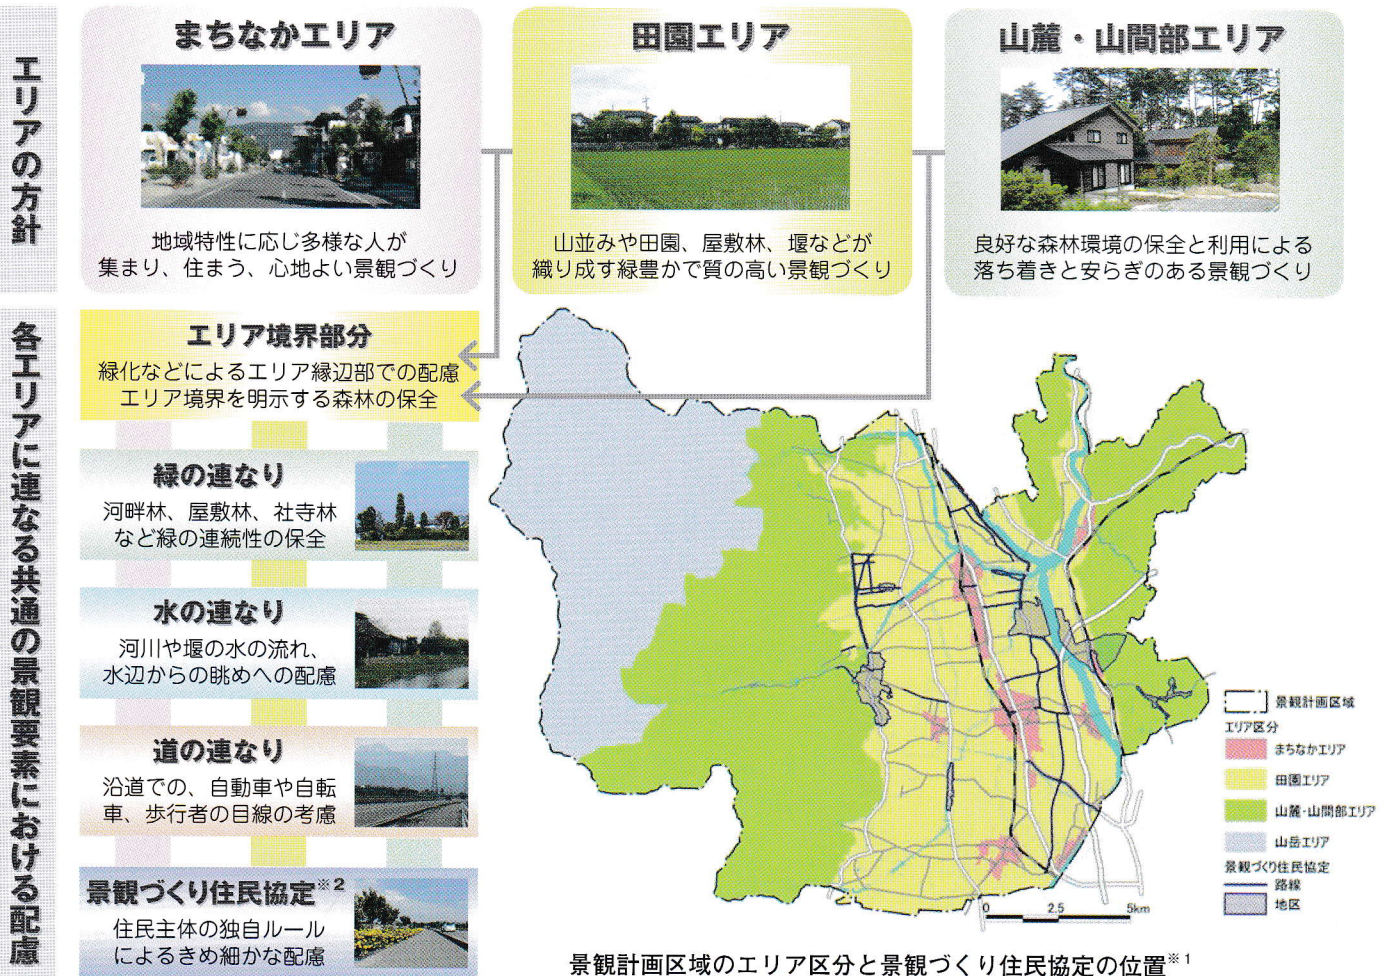 エリアの方針
まちなかエリア
地域特性に応じ多様な人が
集まり、住まう、心地よい景観づくり
田園エリア
山並みや田園、屋敷林、堰などが
織り成す緑豊かで質の高い景観づくり
山麓・山間部エリア
良好な森林環境の保全と利用による
落ち着きと安らぎのある景観づくり
各エリアに連なる共通の景観要素における配慮
エリア境界部分
緑化などによるエリア縁辺部での配慮
エリア境界を明示する森林の保全
緑の連なり
河畔林、屋敷林、社寺林
など緑の連続性の保全
水の連なり
河川や堰の水の流れ、
水辺からの眺めへの配慮
道の連なり
沿道での、自動車や自転
車、歩行者の目線の考慮
景観づくり住民協定※2
住民主体の独自ルール
によるきめ細かな配慮
景観計画区域
エリア区分
まちなかエリア
田園エリア
山麓・山間部エリア
山岳エリア
景観づくり住民協定
路線
地区
0 2.5 5km
景観計画区域のエリア区分と景観づくり住民協定の位置※1